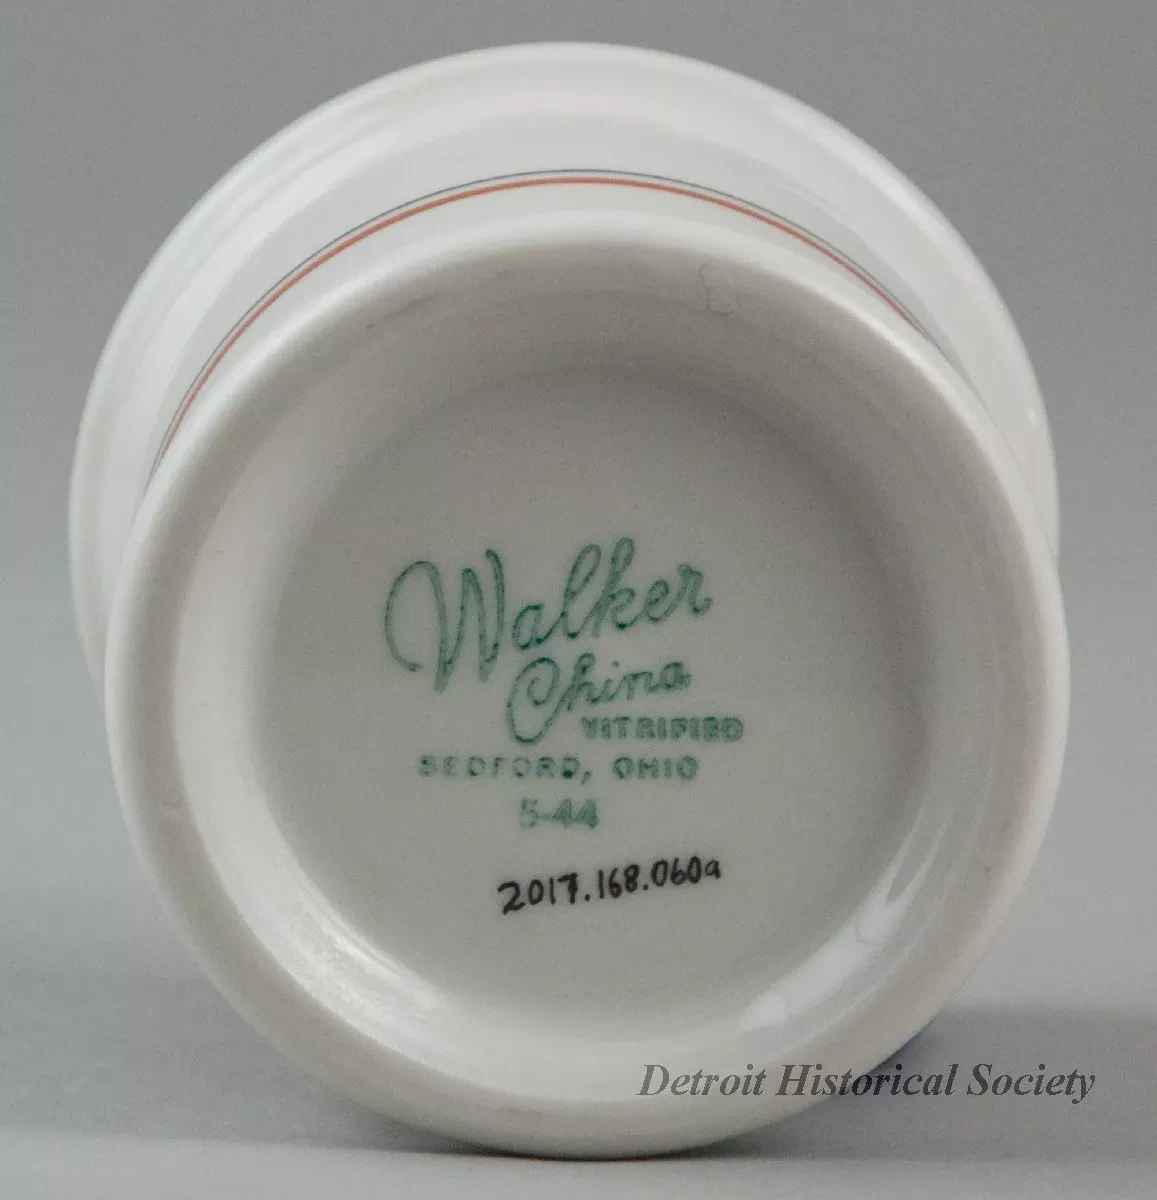 Walker
China
VITRIFIED
BEDFORD, OHIO
5-44
2017.168.060a
Detroit Historical Society